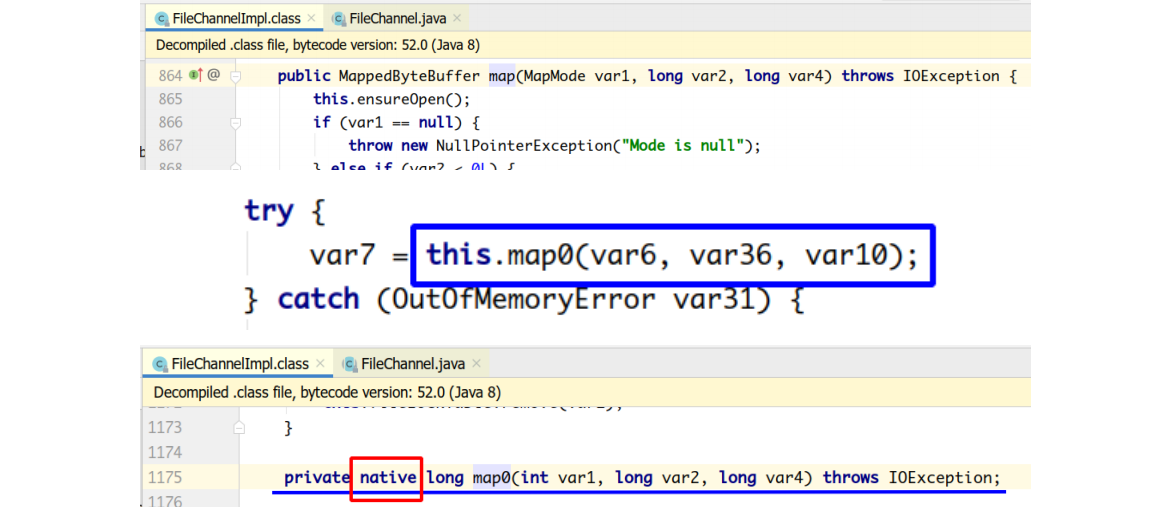 FileChannelImpl.class × FileChannel.java ×
Decompiled .class file, bytecode version: 52.0 (Java 8)
864 @ public MappedByteBuffer map(MapMode var1, long var2, long var4) throws IOException {
865 this.ensureOpen();
866 if (var1 == null) {
867 throw new NullPointerException("Mode is null");
868 } else if (var2 < 0L) {
try {
var7 = this.map0(var6, var36, var10);
} catch (OutOfMemoryError var31) {
FileChannelImpl.class × FileChannel.java ×
Decompiled .class file, bytecode version: 52.0 (Java 8)
1173 }
1174
1175 private native long map0(int var1, long var2, long var4) throws IOException;
1176